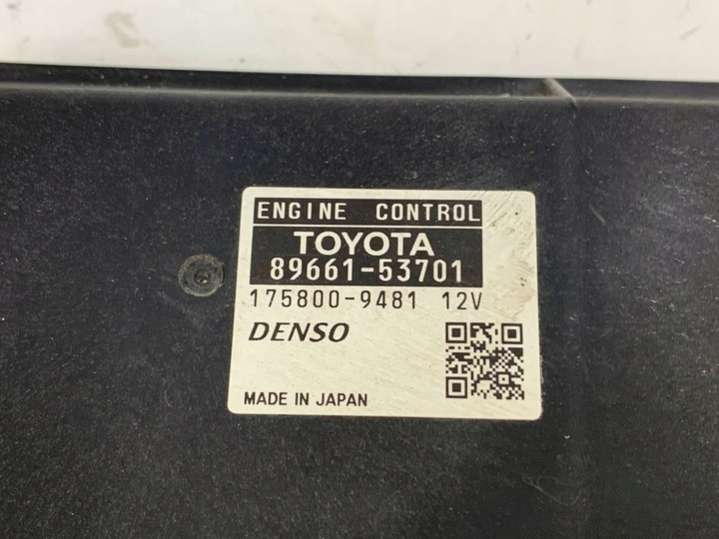 ENGINE CONTROL
TOYOTA
89661-53701
175800-9481 12V
DENSO
MADE IN JAPAN